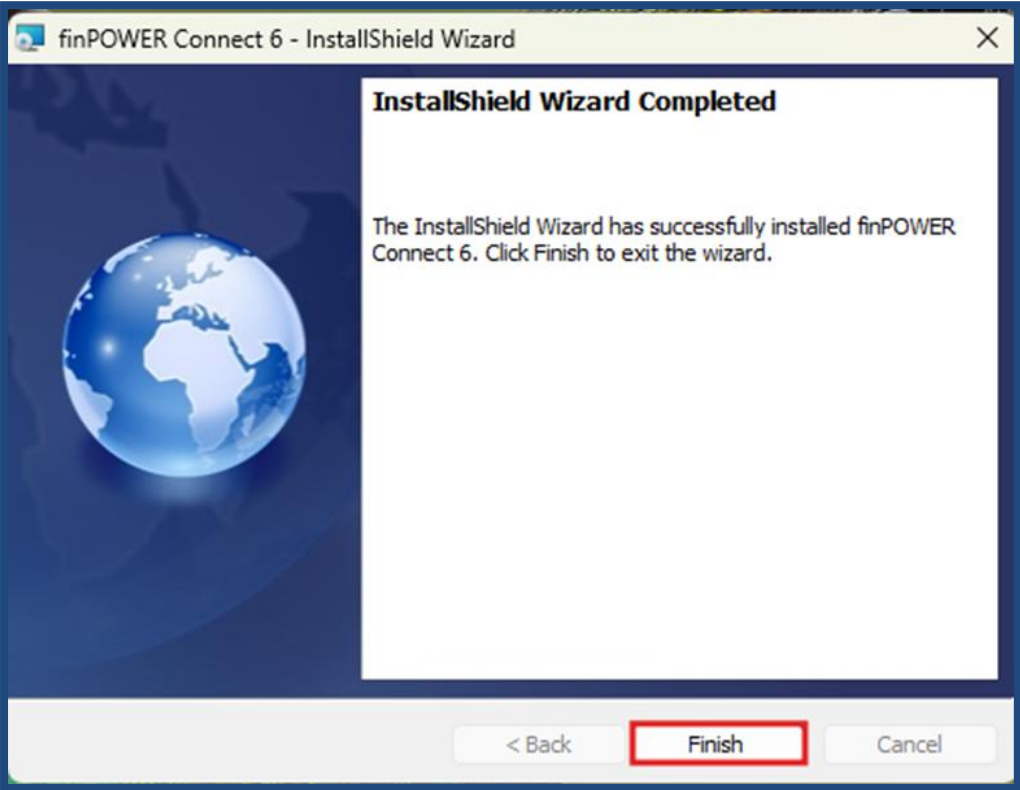 finPOWER Connect 6 - InstallShield Wizard
InstallShield Wizard Completed
The InstallShield Wizard has successfully installed finPOWER
Connect 6. Click Finish to exit the wizard.
< Back
Finish
Cancel